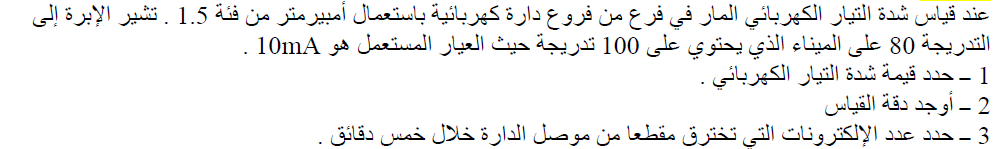 عند قياس شدة التيار الكهربائي المار في فرع من فروع دارة كهربائية باستعمال أمبيرمتر من فئة 1.5 . تشير الإبرة إلى
التدريجة 80 على الميناء الذي يحتوي على 100 تدريجة حيث العيار المستعمل هو 10mA .
1 – حدد قيمة شدة التيار الكهربائي .
2 – أوجد دقة القياس
3 – حدد عدد الإلكترونات التي تخترق مقطعا من موصل الدارة خلال خمس دقائق .